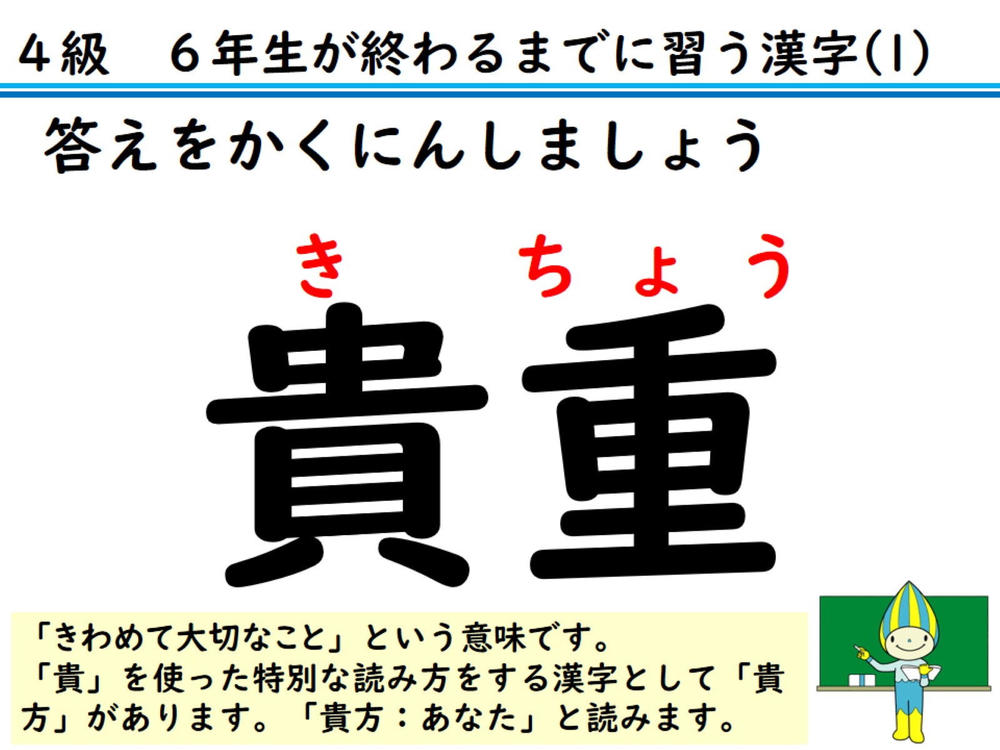 ４級　６年生が終わるまでに習う漢字(１)
答えをかくにんしましょう
き　ちょう
貴重
「きわめて大切なこと」という意味です。
「貴」を使った特別な読み方をする漢字として「貴
方」があります。「貴方：あなた」と読みます。